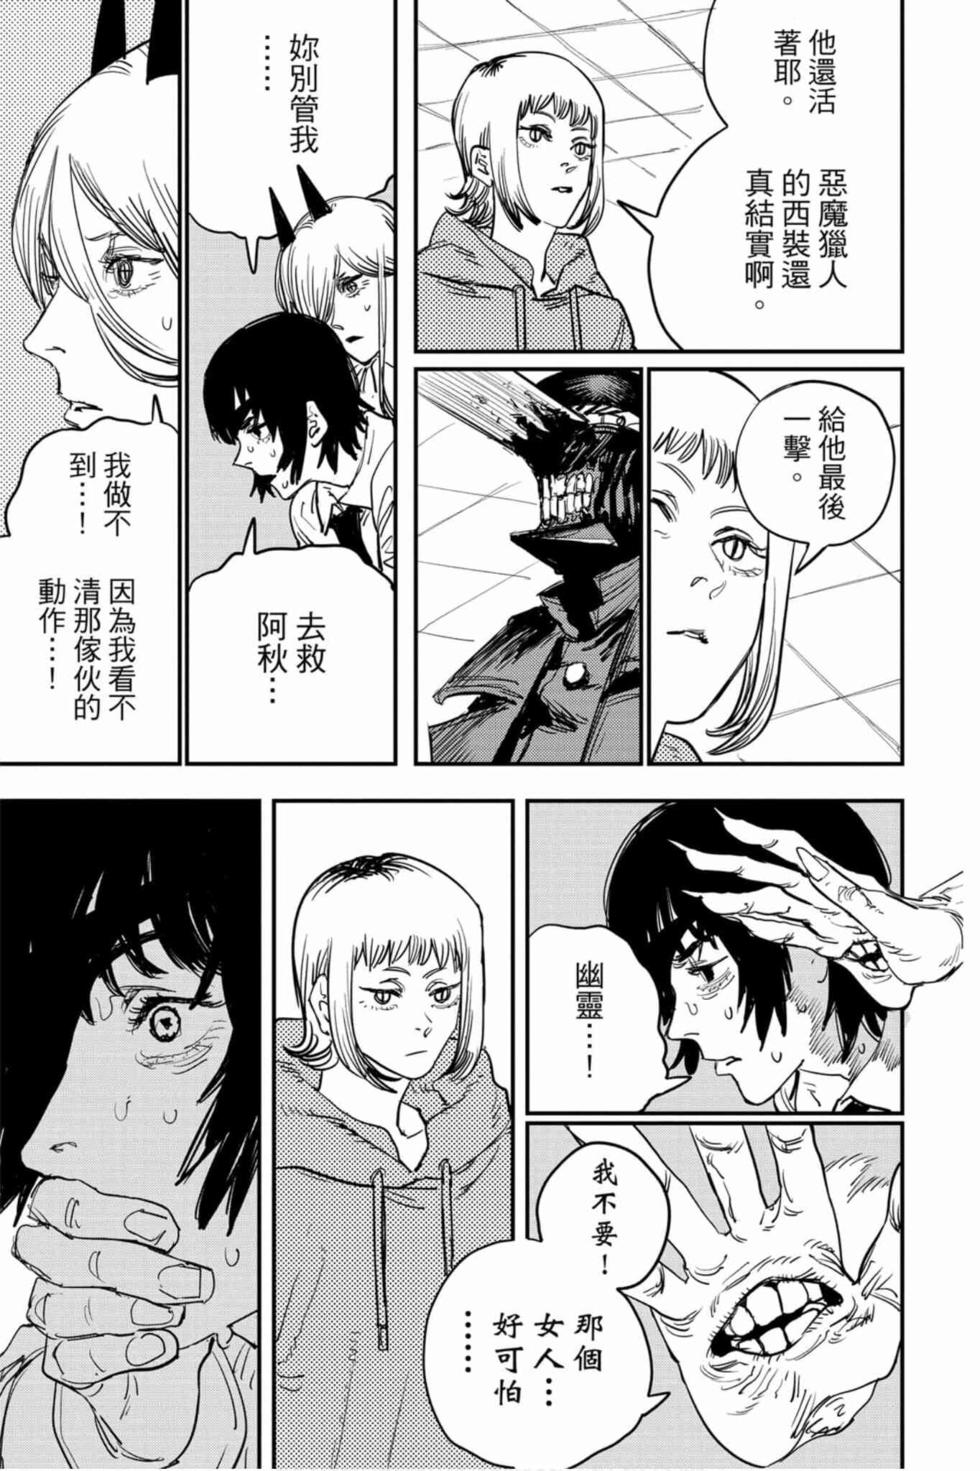 他還活
著耶。
惡魔獵人
的西裝還
真結實啊。
妳別管我
……
給他最後
一擊。
去救
阿秋…
我做不
到…！
因為我看不
清那傢伙的
動作…！
幽靈…！
我不要！
那個
女人…
好可怕
……